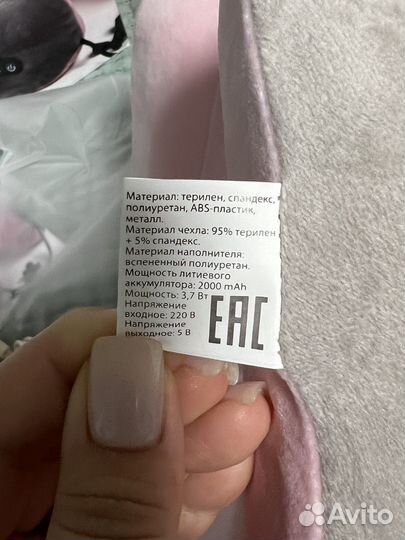 Материал: терилен, спандекс,
полиуретан, ABS-пластик,
металл.
Материал чехла: 95% терилен
+ 5% спандекс.
Материал наполнителя:
вспененный полиуретан.
Мощность литиевого
аккумулятора: 2000 mAh
Мощность: 3,7 Вт
Напряжение
входное: 220 В
Напряжение
выходное: 5 В
EAC
Avito